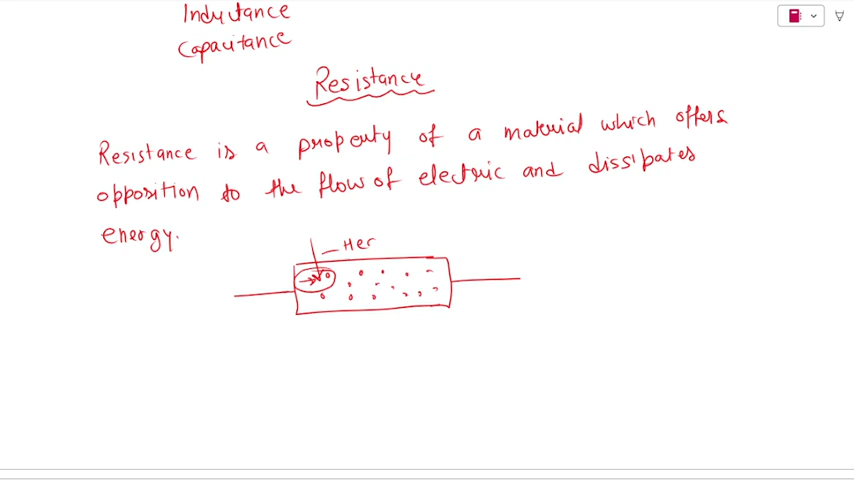 Inductance
Capacitance
Resistance
Resistance is a property of a material which offers
opposition to the flow of electric and dissipates
energy.
Her